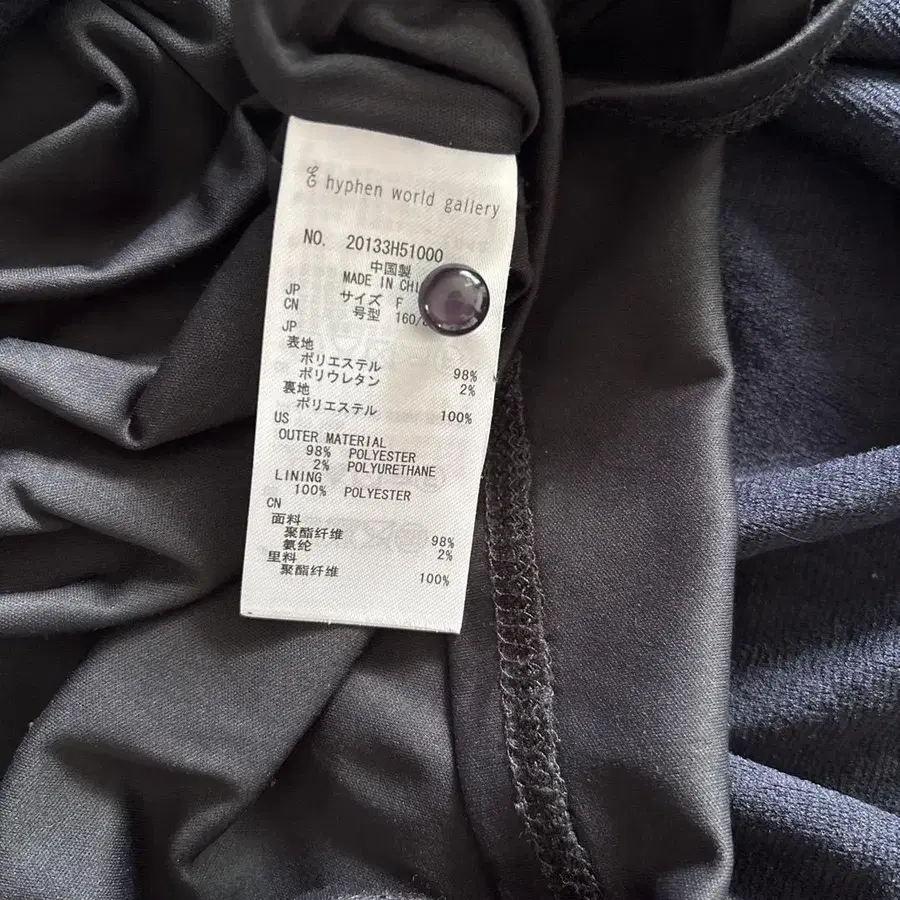 hyphen world gallery
NO. 20133H51000
中国製
MADE IN CHI
JP サイズ F
CN 号型 160/
JP
表地
ポリエステル 98%
ポリウレタン 2%
裏地
ポリエステル 100%
US
OUTER MATERIAL
98% POLYESTER
2% POLYURETHANE
LINING
100% POLYESTER
CN
面料
聚酯纤维 98%
氨纶 2%
里料
聚酯纤维 100%